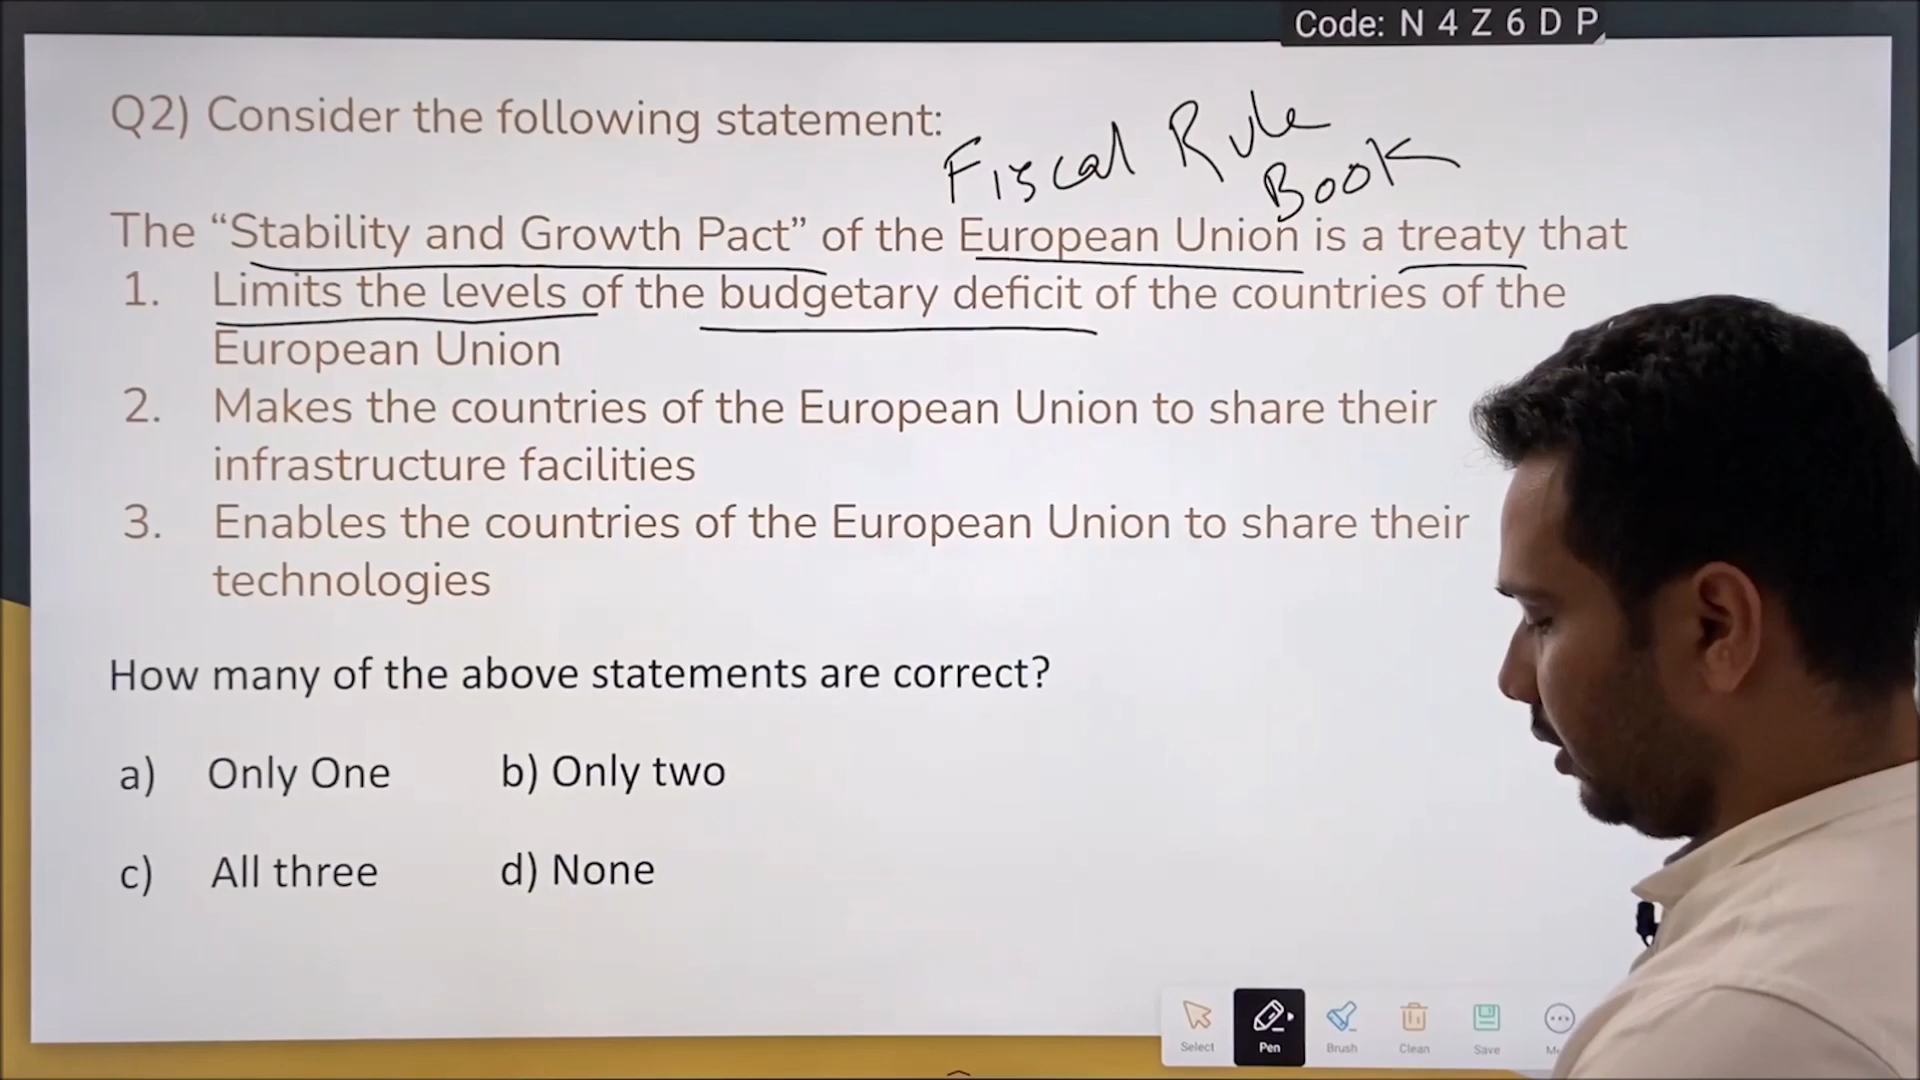 Code: N 4 Z 6 D P
Q2) Consider the following statement:
Fiscal Rule
Book
The “Stability and Growth Pact” of the European Union is a treaty that
1. Limits the levels of the budgetary deficit of the countries of the
European Union
2. Makes the countries of the European Union to share their
infrastructure facilities
3. Enables the countries of the European Union to share their
technologies
How many of the above statements are correct?
a) Only One b) Only two
c) All three d) None
Select Pen Brush Clean Save